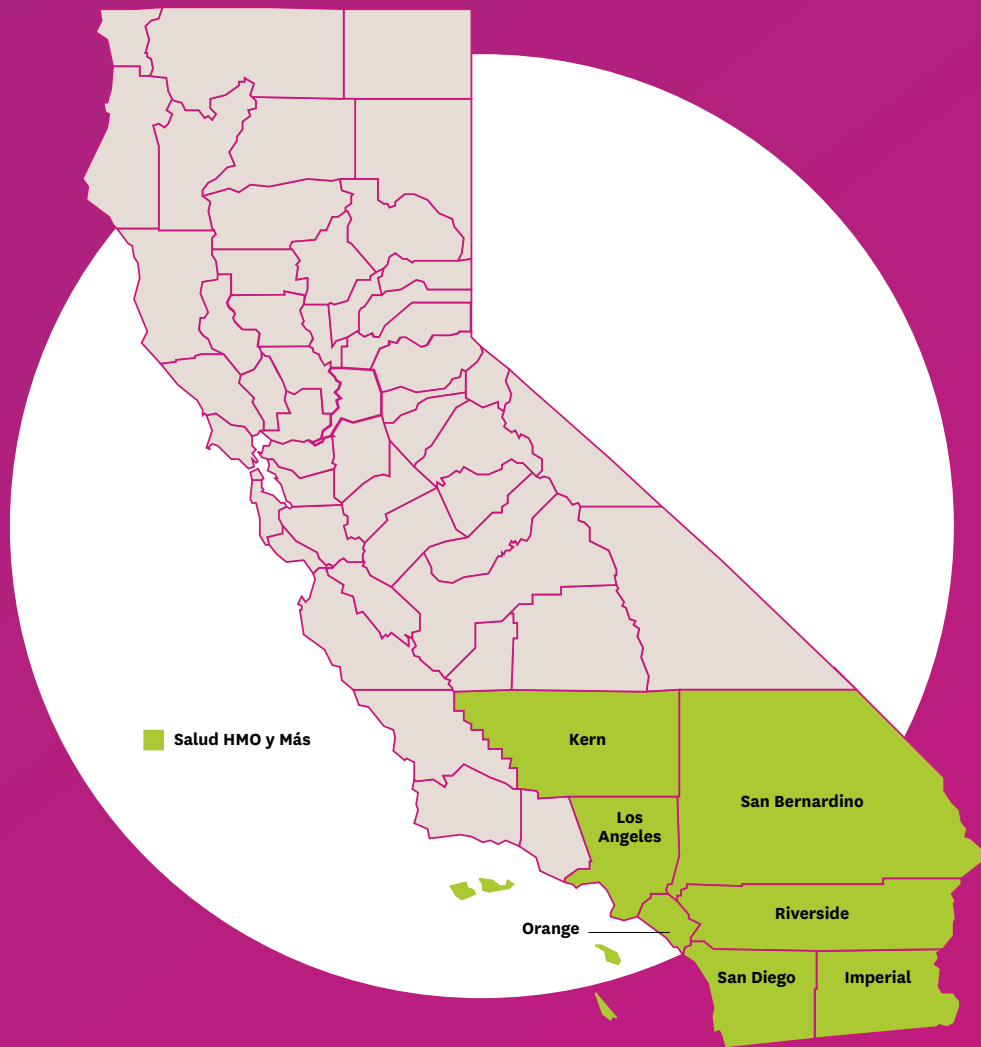 Salud HMO y Más
Kern
San Bernardino
Los
Angeles
Riverside
Orange
San Diego
Imperial